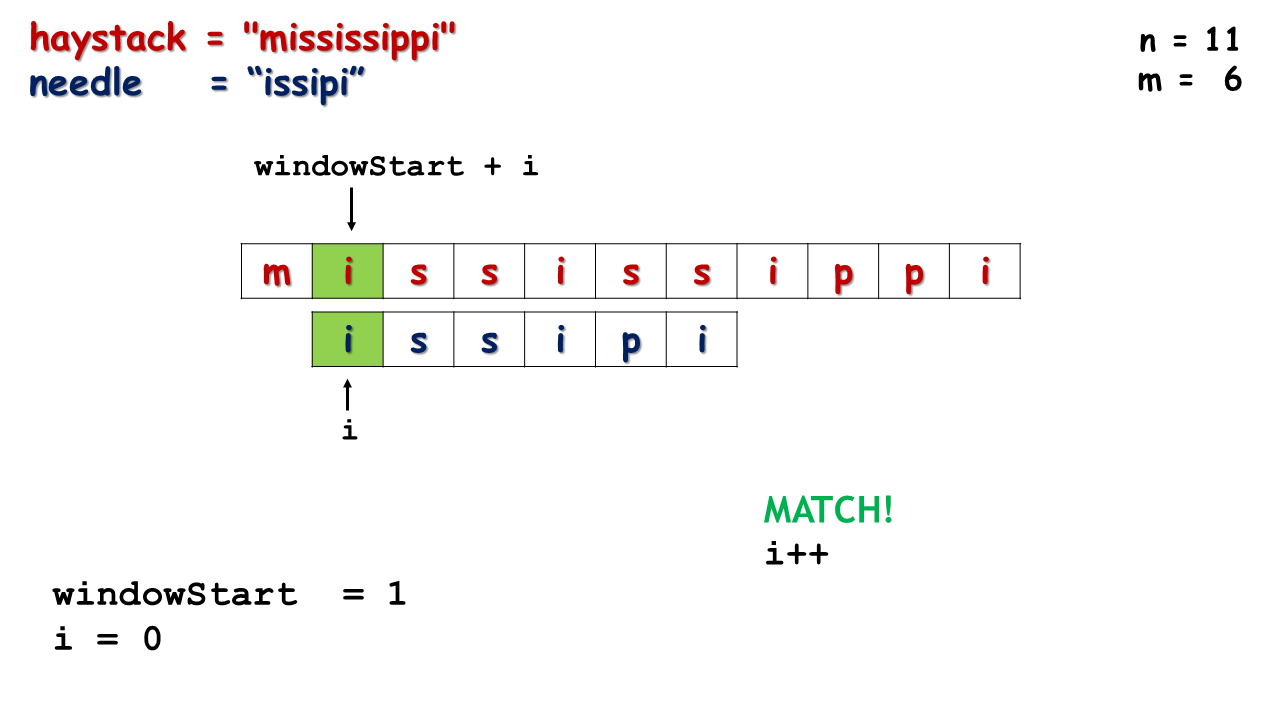 haystack = "mississippi"
needle = “issipi”
n = 11
m = 6
windowStart + i
m i s s i s s i p p i
i s s i p i
i
MATCH!
i++
windowStart = 1
i = 0